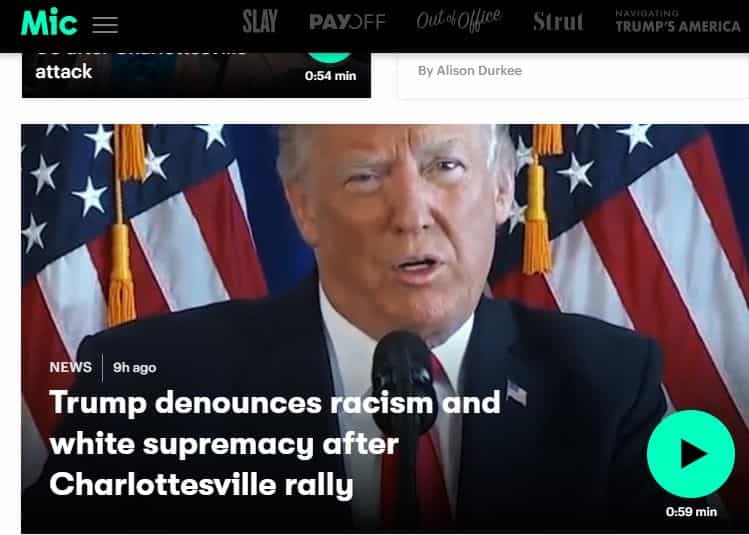 Mic
SLAY
PAYOFF
Out of Office
Strut
NAVIGATING
TRUMP'S AMERICA
attack
0:54 min
By Alison Durkee
NEWS
9h ago
Trump denounces racism and
white supremacy after
Charlottesville rally
0:59 min